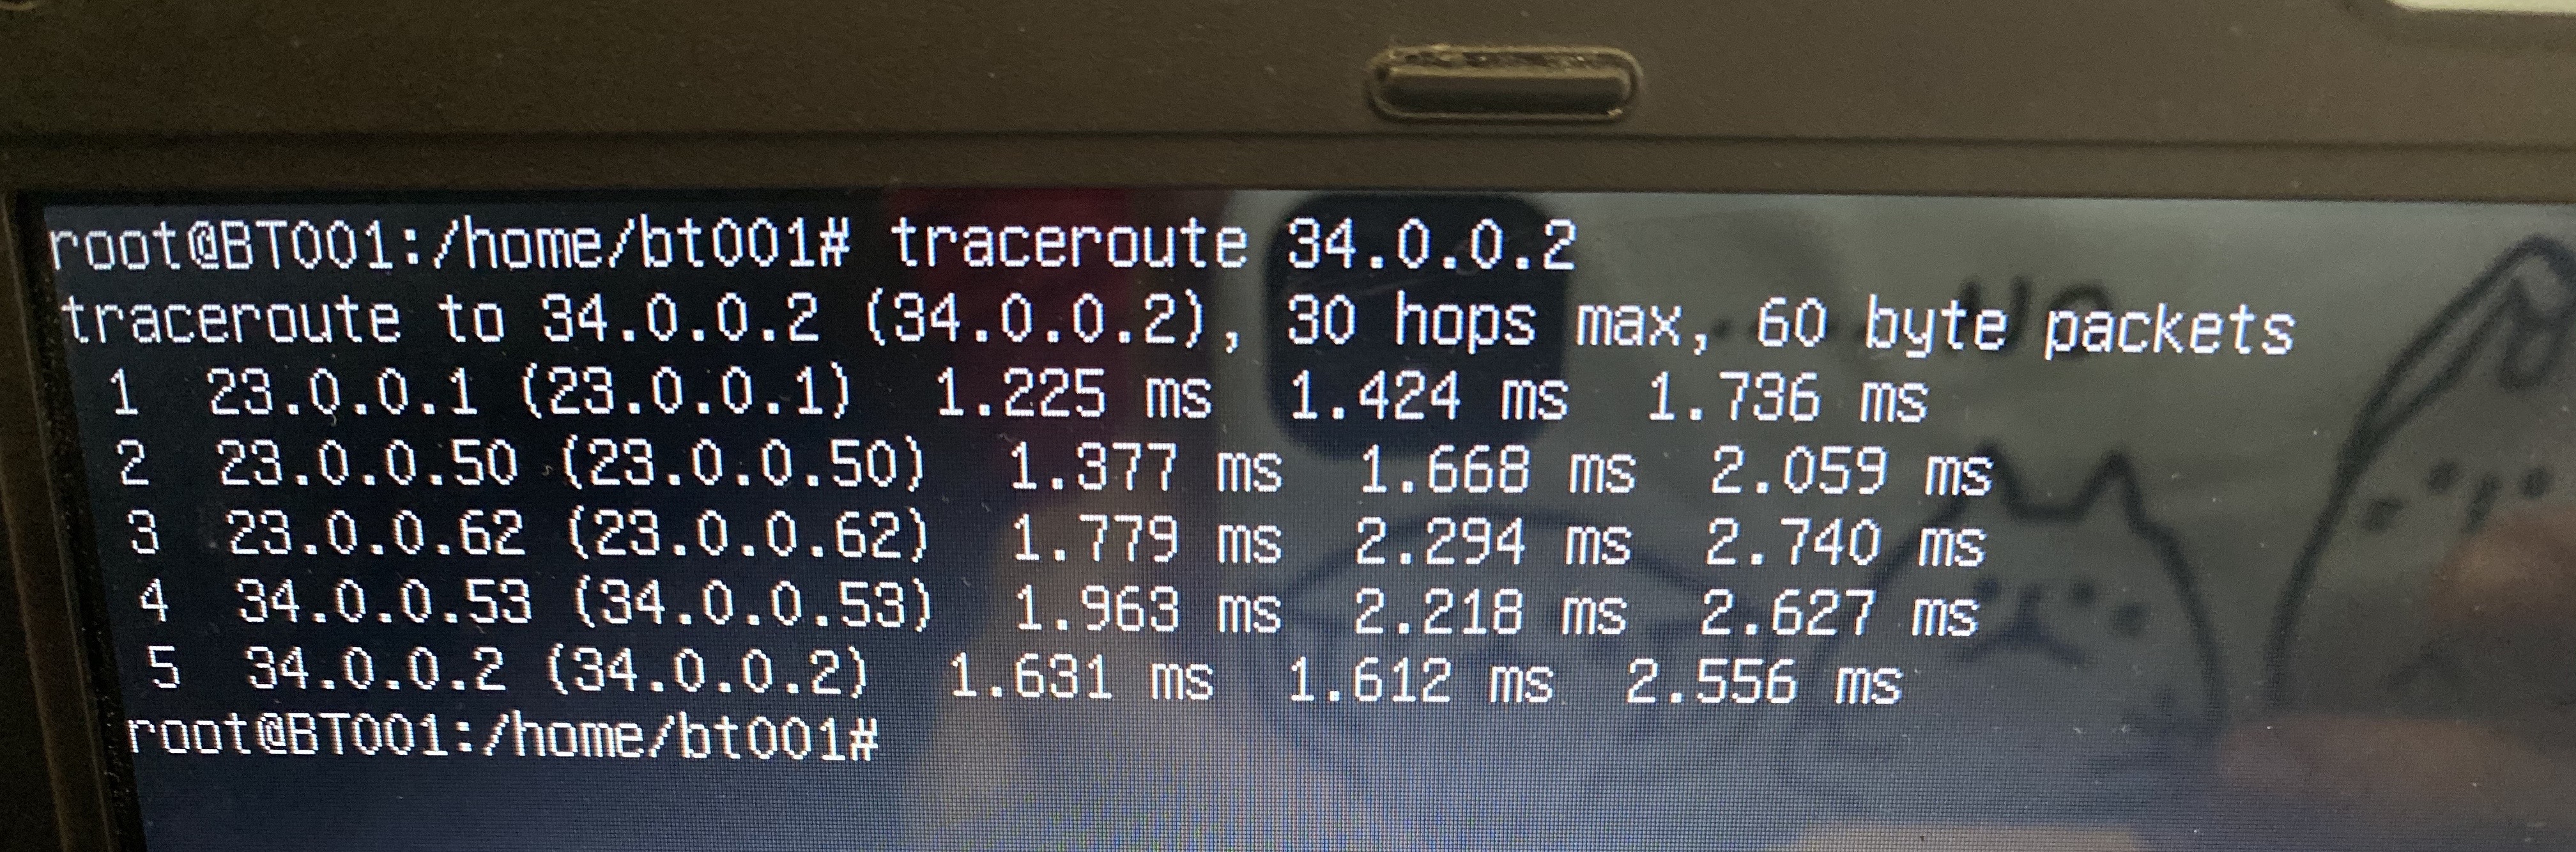 root@BT001:/home/bt001# traceroute 34.0.0.2
traceroute to 34.0.0.2 (34.0.0.2), 30 hops max, 60 byte packets
1 23.0.0.1 (23.0.0.1) 1.225 ms 1.424 ms 1.736 ms
2 23.0.0.50 (23.0.0.50) 1.377 ms 1.668 ms 2.059 ms
3 23.0.0.62 (23.0.0.62) 1.779 ms 2.294 ms 2.740 ms
4 34.0.0.53 (34.0.0.53) 1.963 ms 2.218 ms 2.627 ms
5 34.0.0.2 (34.0.0.2) 1.631 ms 1.612 ms 2.556 ms
root@BT001:/home/bt001#